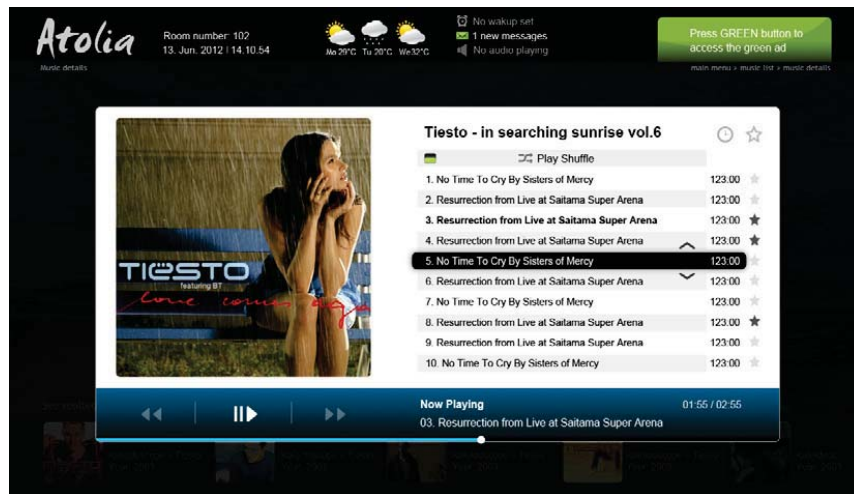 Atolia
Room number: 102
13. Jun. 2012 | 14.10.54
Mo 29°C Tu 20°C We 32°C
No wakup set
1 new messages
No audio playing
Press GREEN button to
access the green ad
Music details
main menu > music list > music details
TIËSTO
featuring BT
love comes again
Tiesto - in searching sunrise vol.6
Play Shuffle
1. No Time To Cry By Sisters of Mercy 123:00
2. Resurrection from Live at Saitama Super Arena 123:00
3. Resurrection from Live at Saitama Super Arena 123:00
4. Resurrection from Live at Saitama Super Arena 123:00
5. No Time To Cry By Sisters of Mercy 123:00
6. Resurrection from Live at Saitama Super Arena 123:00
7. No Time To Cry By Sisters of Mercy 123:00
8. Resurrection from Live at Saitama Super Arena 123:00
9. Resurrection from Live at Saitama Super Arena 123:00
10. No Time To Cry By Sisters of Mercy 123:00
Now Playing 01:55 / 02:55
03. Resurrection from Live at Saitama Super Arena